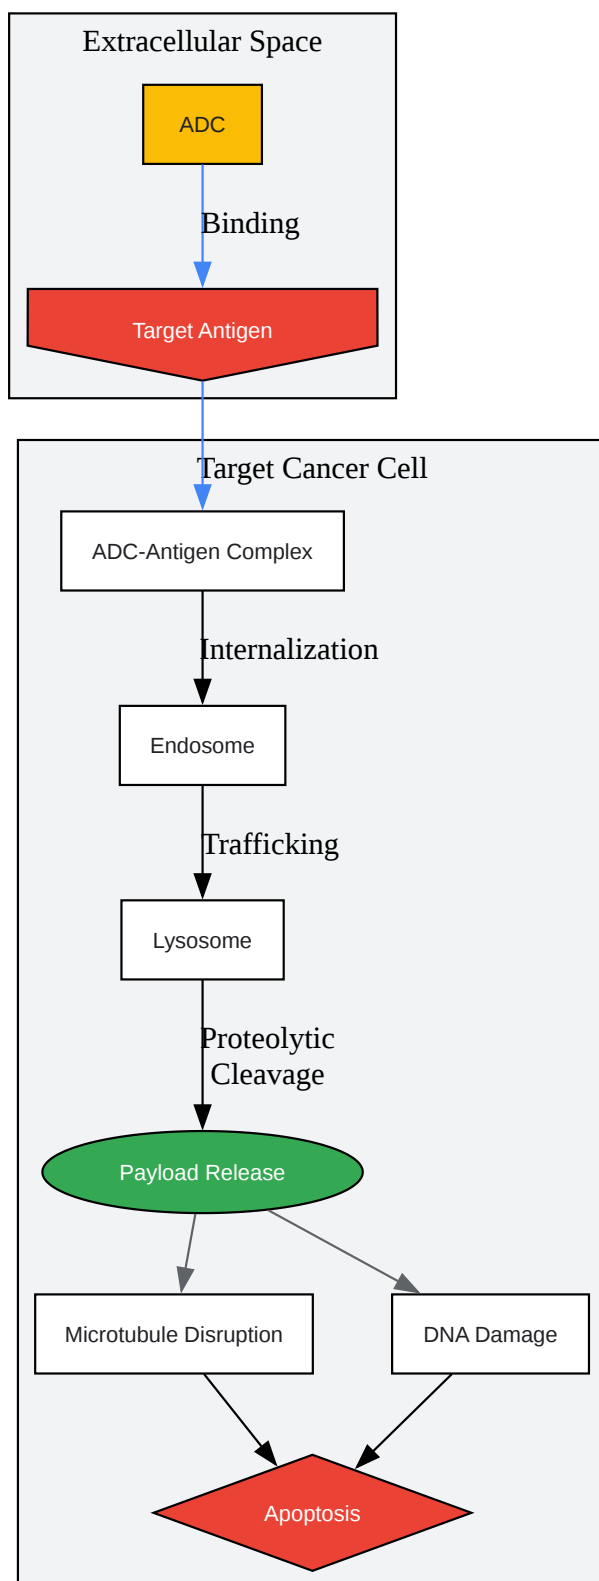 Extracellular Space
ADC
Binding
Target Antigen
Target Cancer Cell
ADC-Antigen Complex
Internalization
Endosome
Trafficking
Lysosome
Proteolytic
Cleavage
Payload Release
Microtubule Disruption
DNA Damage
Apoptosis